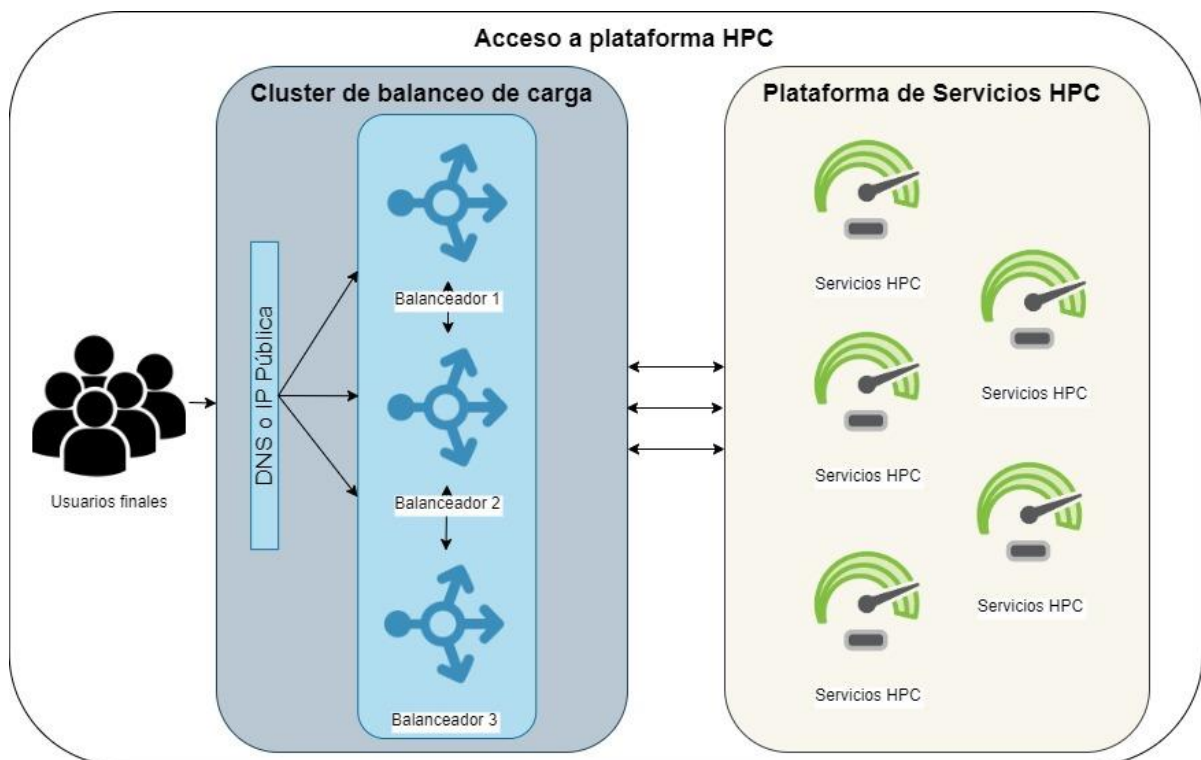 Acceso a plataforma HPC
Cluster de balanceo de carga
Plataforma de Servicios HPC
Usuarios finales
DNS o IP Pública
Balanceador 1
Balanceador 2
Balanceador 3
Servicios HPC
Servicios HPC
Servicios HPC
Servicios HPC
Servicios HPC